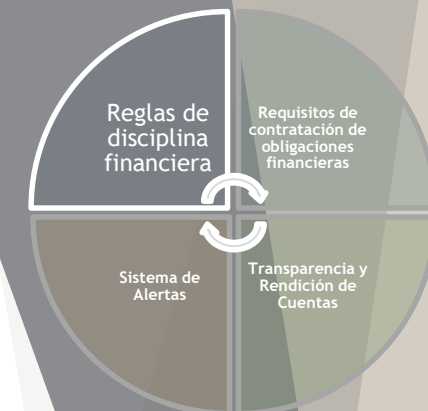 Reglas de
disciplina
financiera
Requisitos de
contratación de
obligaciones
financieras
Sistema de
Alertas
Transparencia y
Rendición de
Cuentas